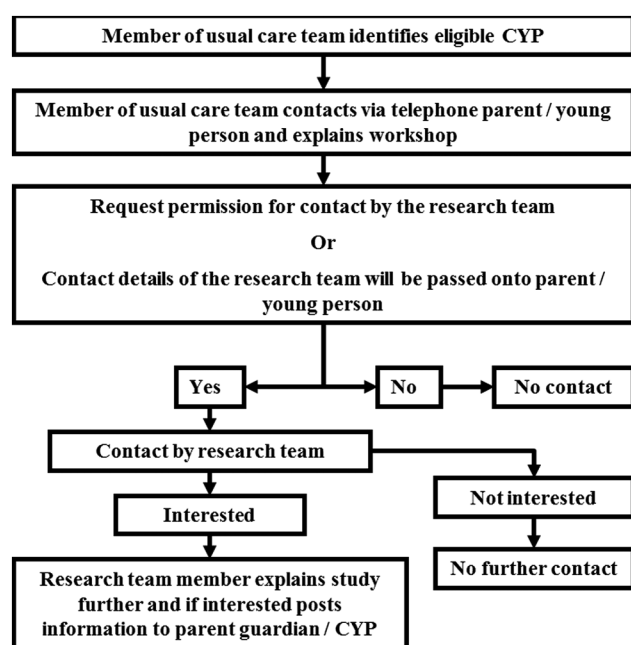 Member of usual care team identifies eligible CYP
Member of usual care team contacts via telephone parent / young
person and explains workshop
Request permission for contact by the research team
Or
Contact details of the research team will be passed onto parent /
young person
Yes
No
No contact
Contact by research team
Not interested
Interested
No further contact
Research team member explains study
further and if interested posts
information to parent guardian / CYP